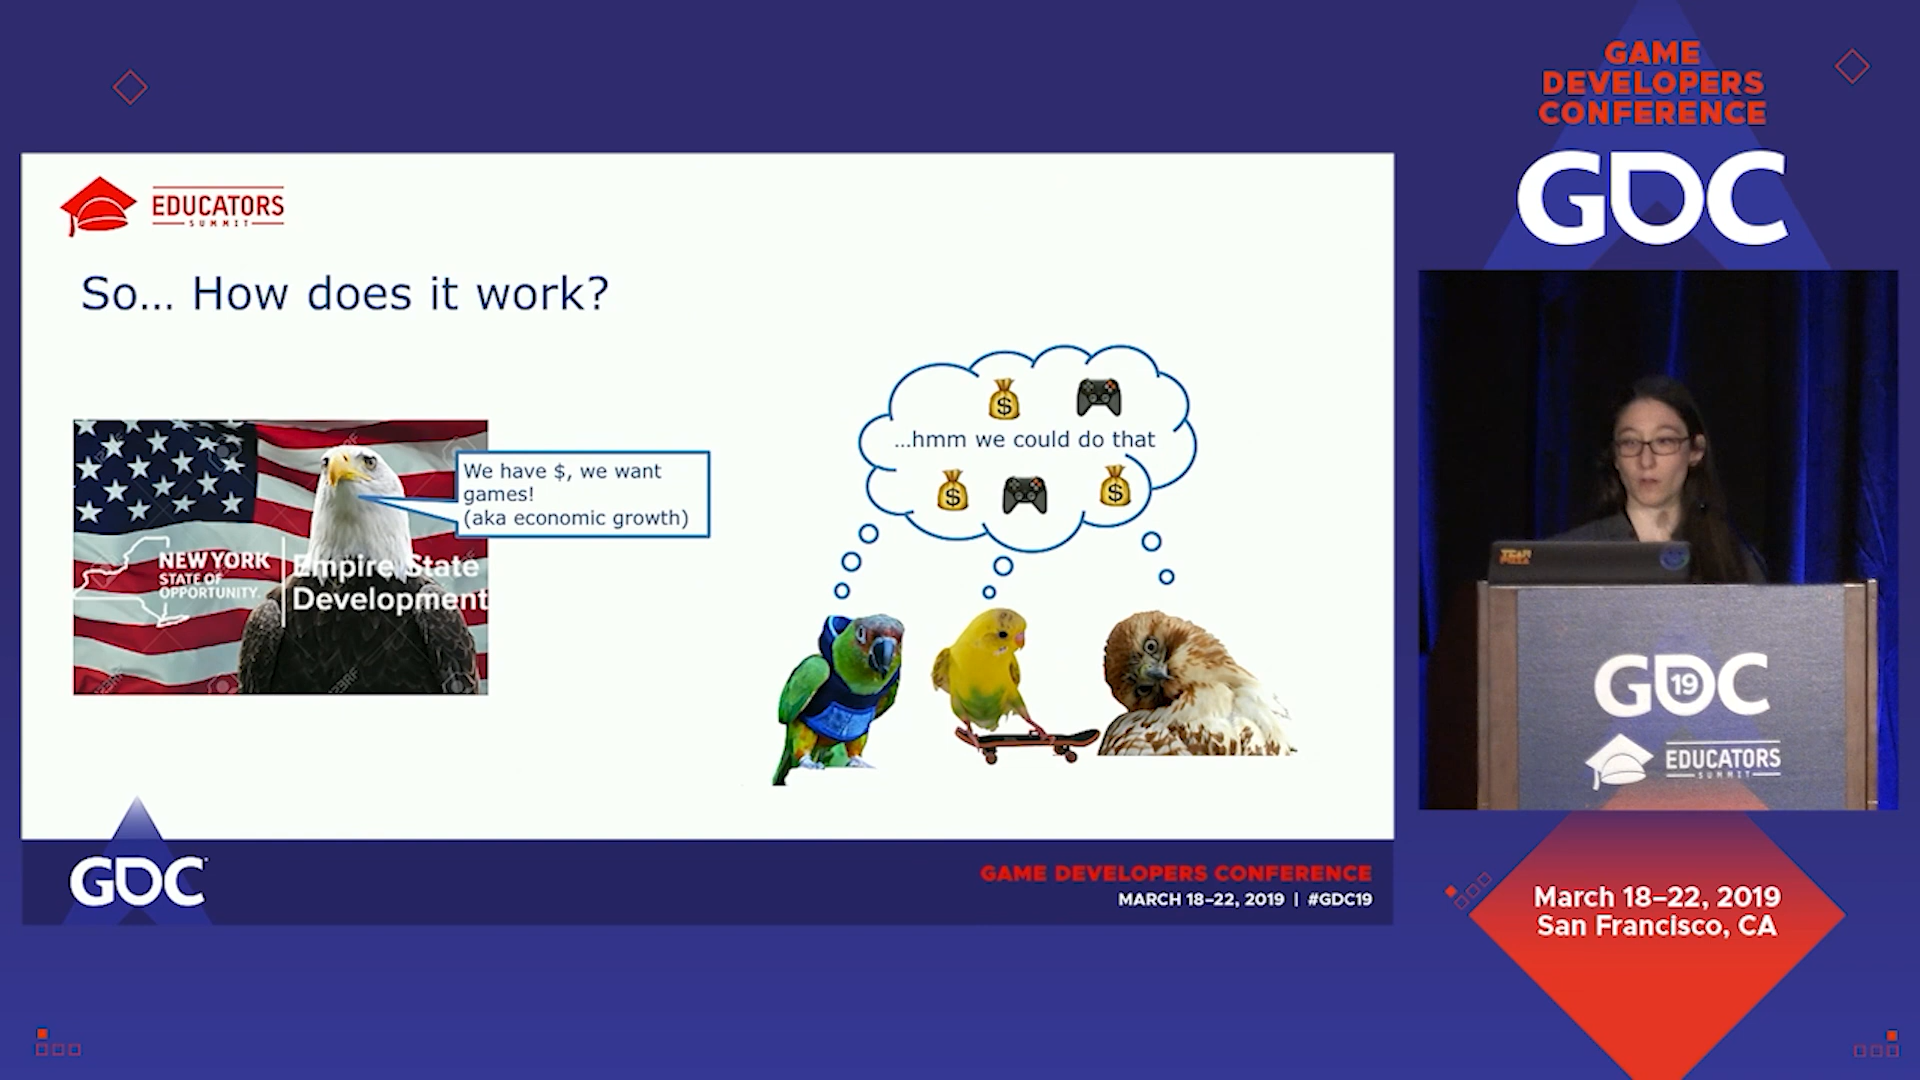 GAME
DEVELOPERS
CONFERENCE
GDC
EDUCATORS
SUMMIT
So... How does it work?
We have $, we want
games!
(aka economic growth)
NEW YORK
STATE OF
OPPORTUNITY.
Empire State
Development
...hmm we could do that
GDC
GAME DEVELOPERS CONFERENCE
MARCH 18–22, 2019 | #GDC19
GDC
19
EDUCATORS
SUMMIT
March 18–22, 2019
San Francisco, CA